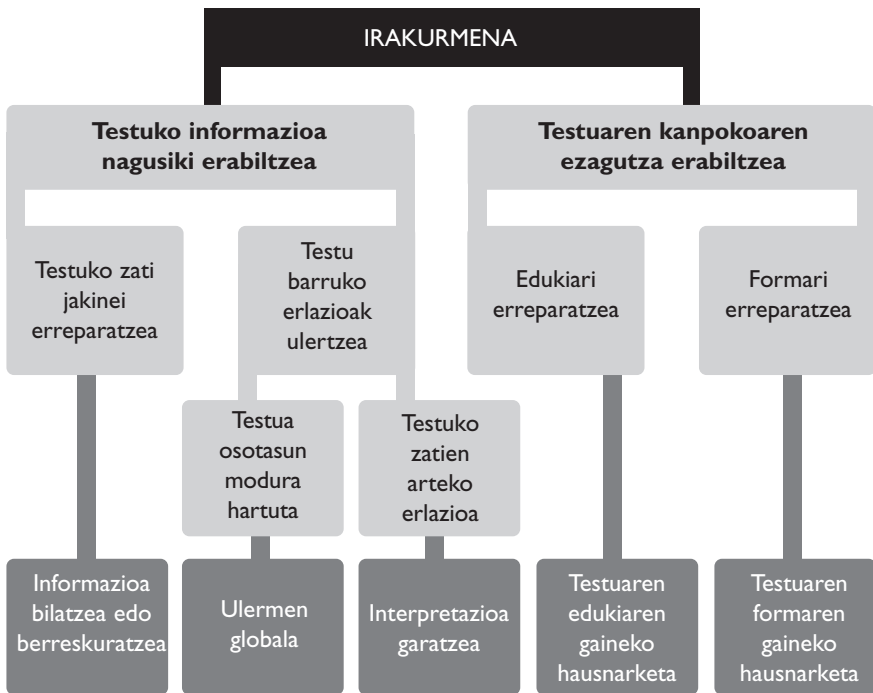 IRAKURMENA
Testuko informazioa
nagusiki erabiltzea
Testuaren kanpokoaren
ezagutza erabiltzea
Testuko zati
jakinei
erreparatzea
Testu
barruko
erlazioak
ulertzea
Edukiari
erreparatzea
Formari
erreparatzea
Testua
osotasun
modura
hartuta
Testuko
zatien
arteko
erlazioa
Informazioa
bilatzea edo
berreskuratzea
Ulermen
globala
Interpretazioa
garatzea
Testuaren
edukiaren
gaineko
hausnarketa
Testuaren
formaren
gaineko
hausnarketa